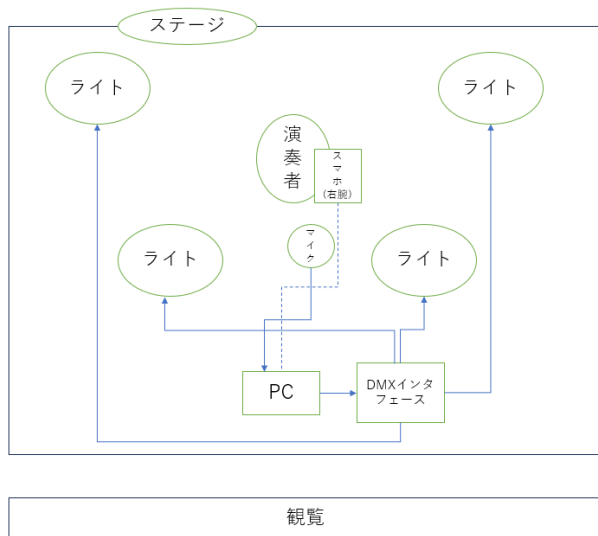 ステージ
ライト
ライト
演奏者
スマホ
(右腕)
マイク
ライト
ライト
PC
DMXインタ
フェース
観覧